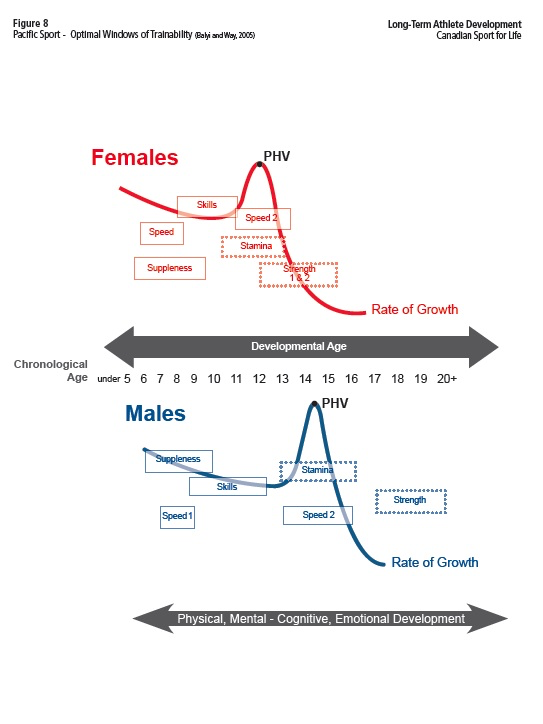 Figure 8
Pacific Sport - Optimal Windows of Trainability (Balyi and Way, 2005)
Long-Term Athlete Development
Canadian Sport for Life
Females
PHV
Skills
Speed 2
Speed
Stamina
Suppleness
Strength
1 & 2
Rate of Growth
Developmental Age
Chronological
Age
under 5 6 7 8 9 10 11 12 13 14 15 16 17 18 19 20+
PHV
Males
Suppleness
Stamina
Skills
Strength
Speed 1
Speed 2
Rate of Growth
Physical, Mental - Cognitive, Emotional Development